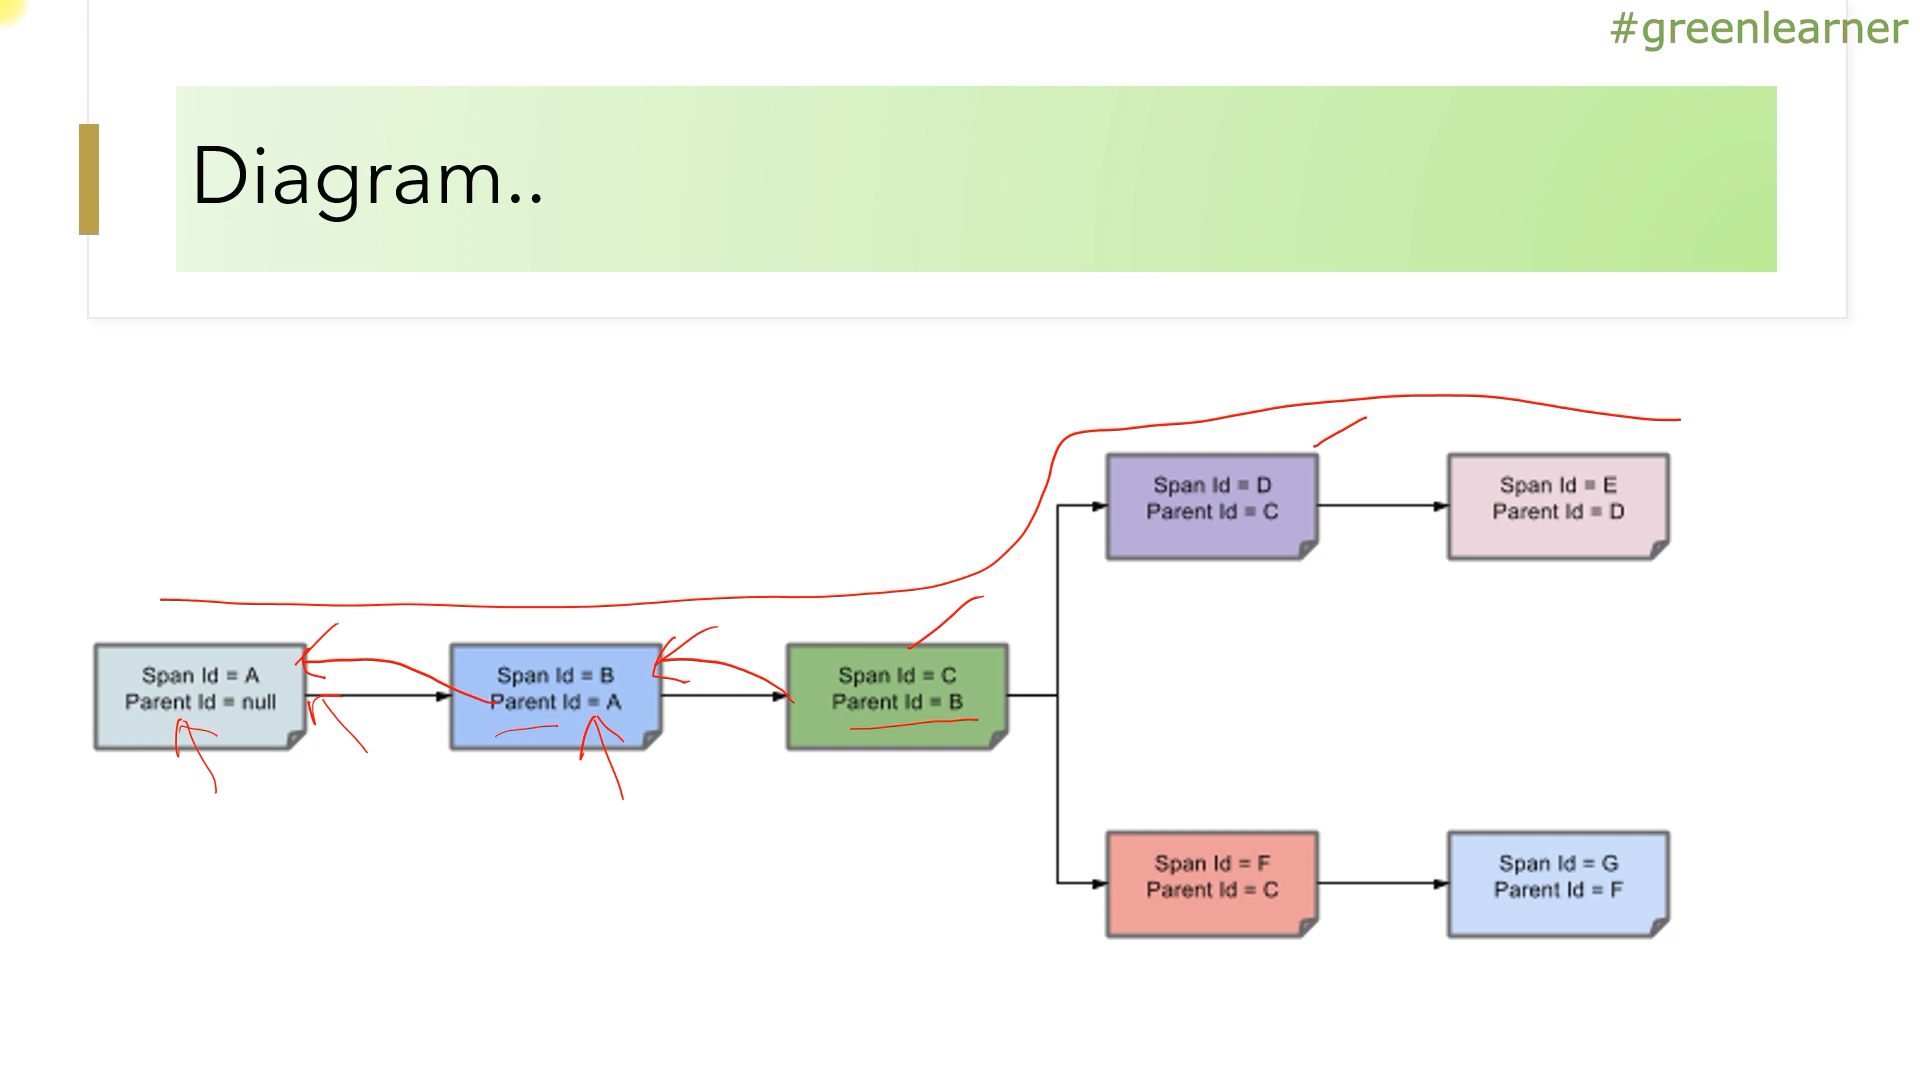 #greenlearner
Diagram..
Span Id = D
Parent Id = C
Span Id = E
Parent Id = D
Span Id = A
Parent Id = null
Span Id = B
Parent Id = A
Span Id = C
Parent Id = B
Span Id = F
Parent Id = C
Span Id = G
Parent Id = F